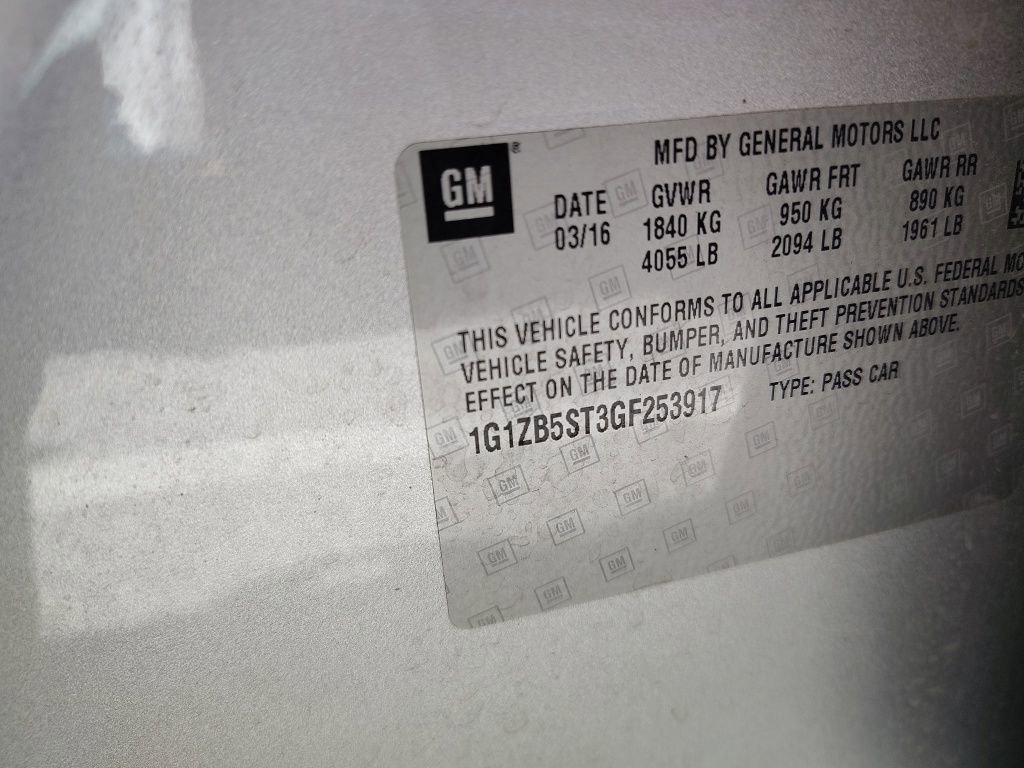 GM
MFD BY GENERAL MOTORS LLC
DATE GVWR GAWR FRT GAWR RR
03/16 1840 KG 950 KG 890 KG
4055 LB 2094 LB 1961 LB
THIS VEHICLE CONFORMS TO ALL APPLICABLE U.S. FEDERAL MO
VEHICLE SAFETY, BUMPER, AND THEFT PREVENTION STANDARDS
EFFECT ON THE DATE OF MANUFACTURE SHOWN ABOVE.
1G1ZB5ST3GF253917 TYPE: PASS CAR